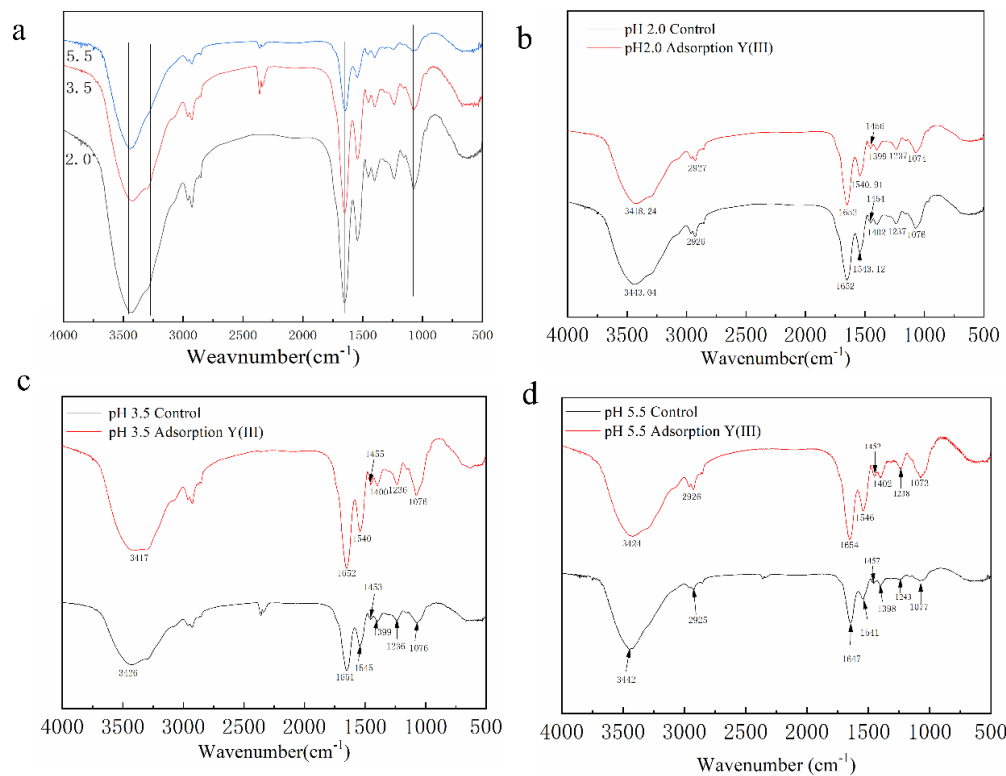 a
5.5
3.5
2.0
4000 3500 3000 2500 2000 1500 1000 500
Weavnumber(cm-1)
b
pH 2.0 Control
pH2.0 Adsorption Y(III)
1456
2927
1399
1237
1074
1540.91
3418.24
1652
1454
2926
1402
1237
1076
1543.12
3443.04
1652
4000 3500 3000 2500 2000 1500 1000 500
Wavenumber(cm-1)
c
pH 3.5 Control
pH 3.5 Adsorption Y(III)
1455
1400
1236
1076
1540
3417
1652
1453
1399
1236
1076
1545
3426
1651
4000 3500 3000 2500 2000 1500 1000 500
Wavenumber(cm-1)
d
pH 5.5 Control
pH 5.5 Adsorption Y(III)
1452
2926
1402
1238
1073
1546
3424
1654
1457
2925
1398
1243
1077
1541
1647
3442
4000 3500 3000 2500 2000 1500 1000 500
Wavenumber(cm-1)